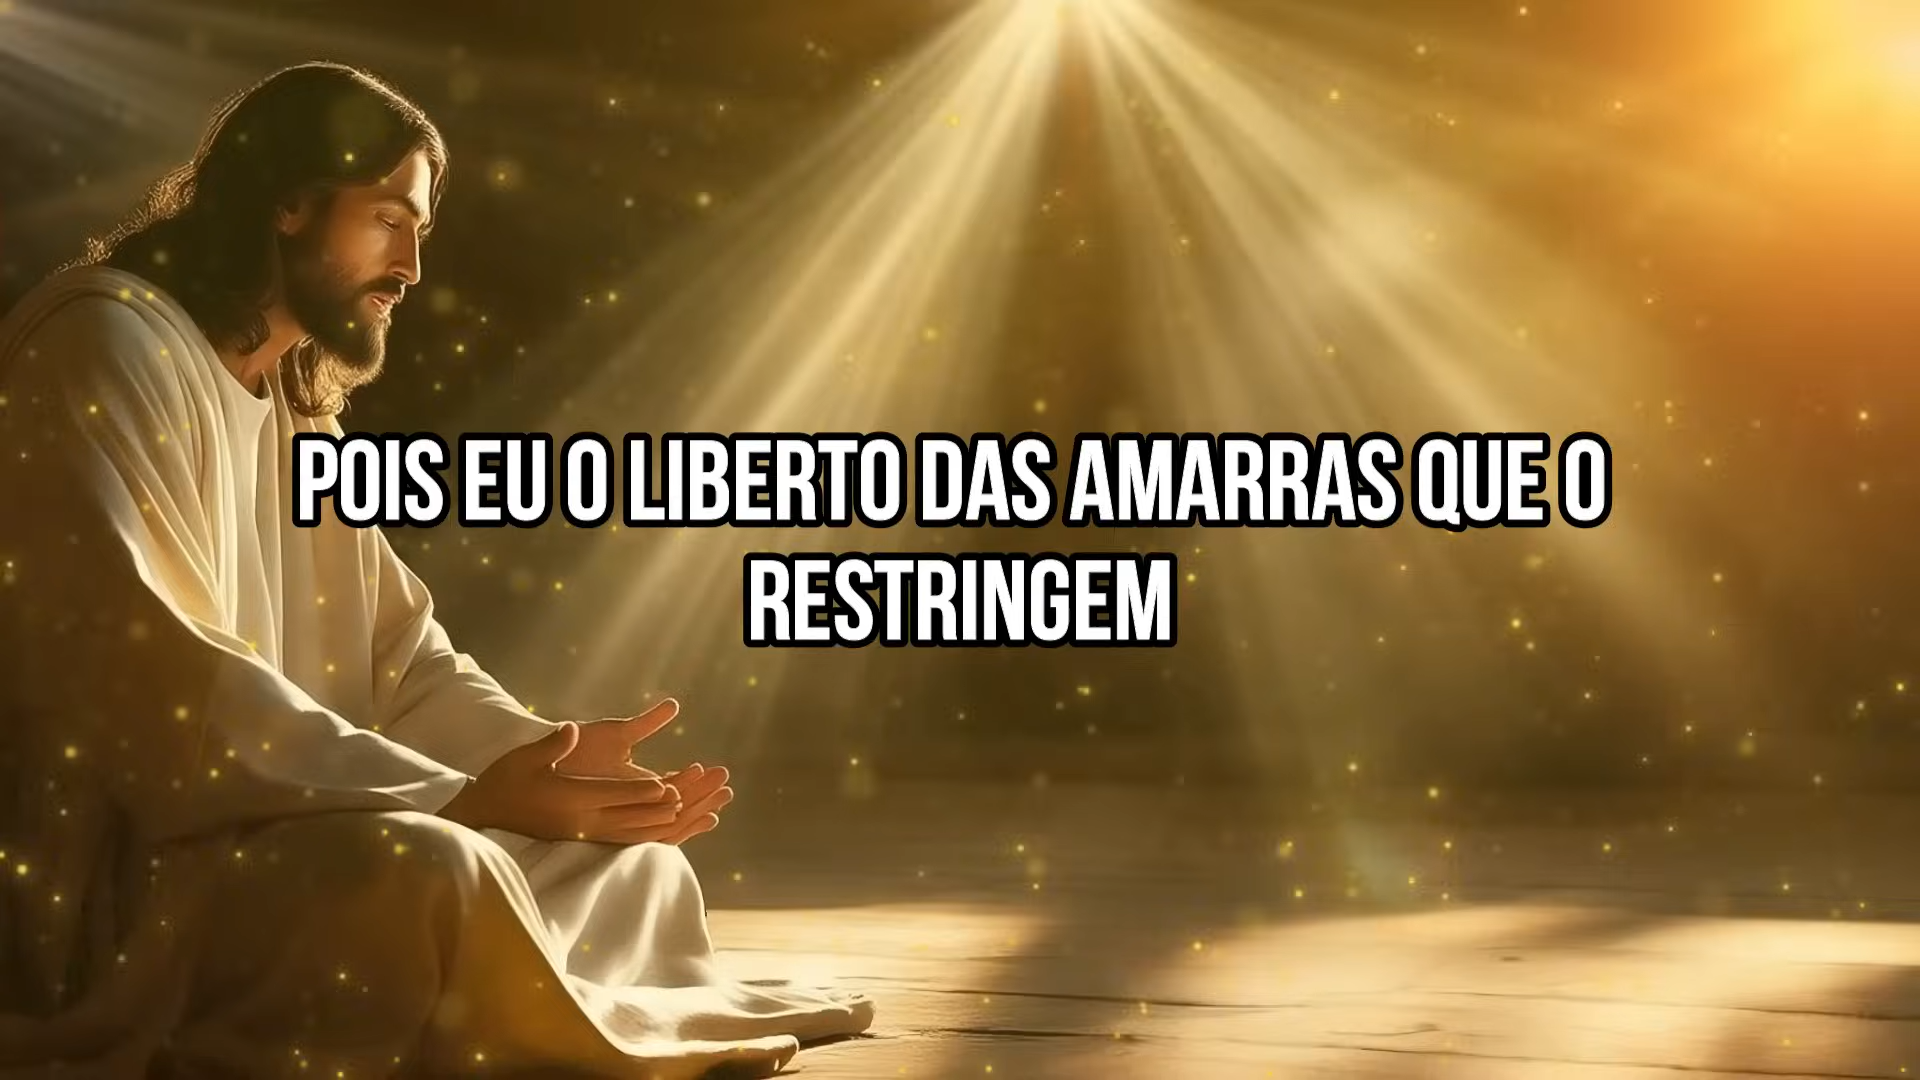 POIS EU O LIBERTO DAS AMARRAS QUE O
RESTRINGEM